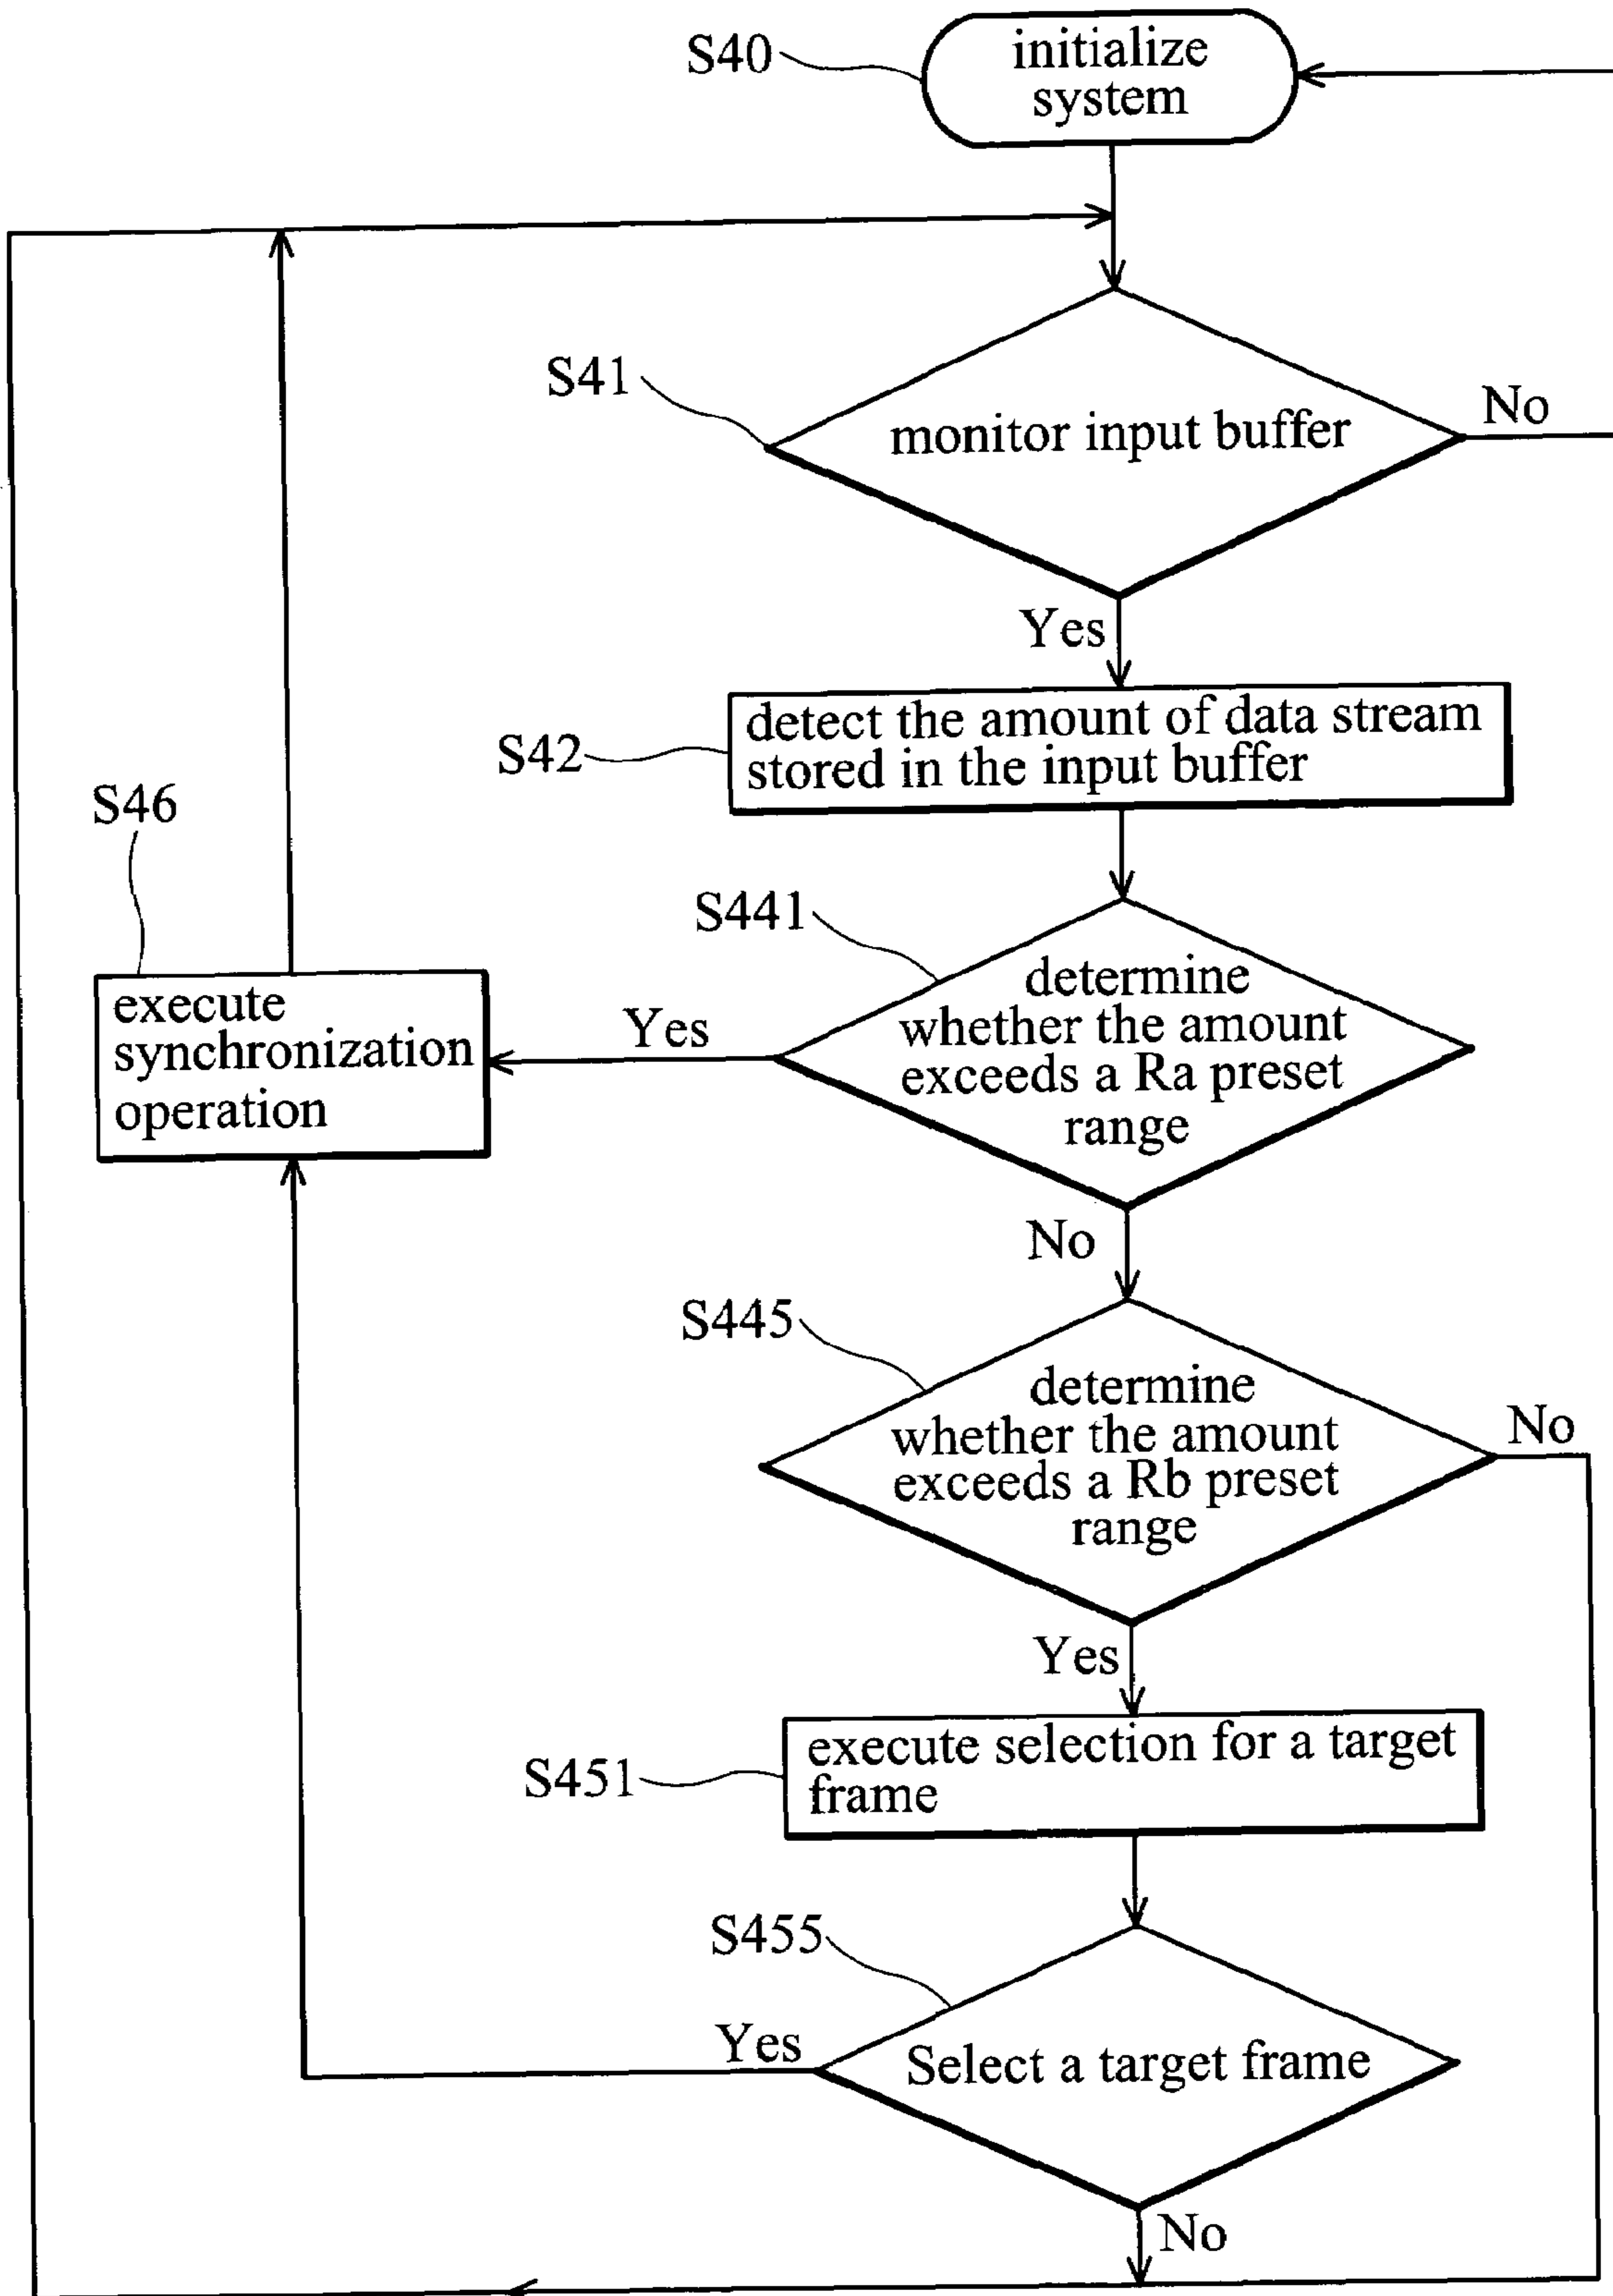 S40
initialize
system
S41
monitor input buffer
No
Yes
S42
detect the amount of data stream
stored in the input buffer
S46
execute
synchronization
operation
S441
determine
whether the amount
exceeds a Ra preset
range
Yes
No
S445
determine
whether the amount
exceeds a Rb preset
range
No
Yes
S451
execute selection for a target
frame
S455
Select a target frame
Yes
No